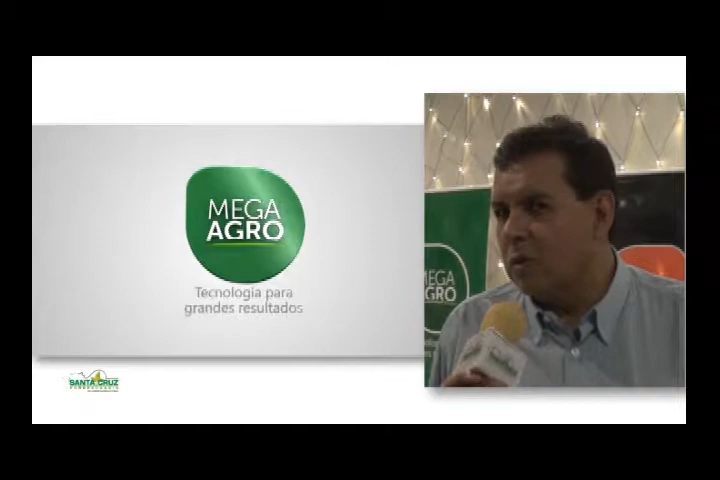 MEGA
AGRO
Tecnologia para
grandes resultados
MEGA
AGRO
SANTA CRUZ